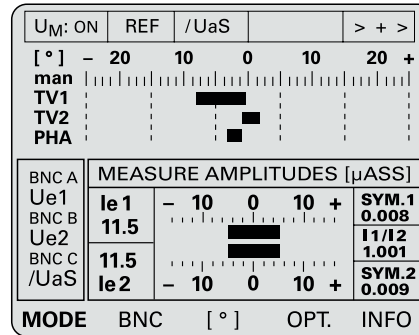 UM: ON REF /UaS > + >
[ ° ] – 20 10 0 10 20 +
man
TV1
TV2
PHA
BNC A
Ue1
BNC B
Ue2
BNC C
/UaS
MEASURE AMPLITUDES [µASS]
Ie 1 – 10 0 10 +
11.5
11.5
Ie 2 – 10 0 10 +
SYM.1
0.008
I1/I2
1.001
SYM.2
0.009
MODE BNC [ ° ] OPT. INFO